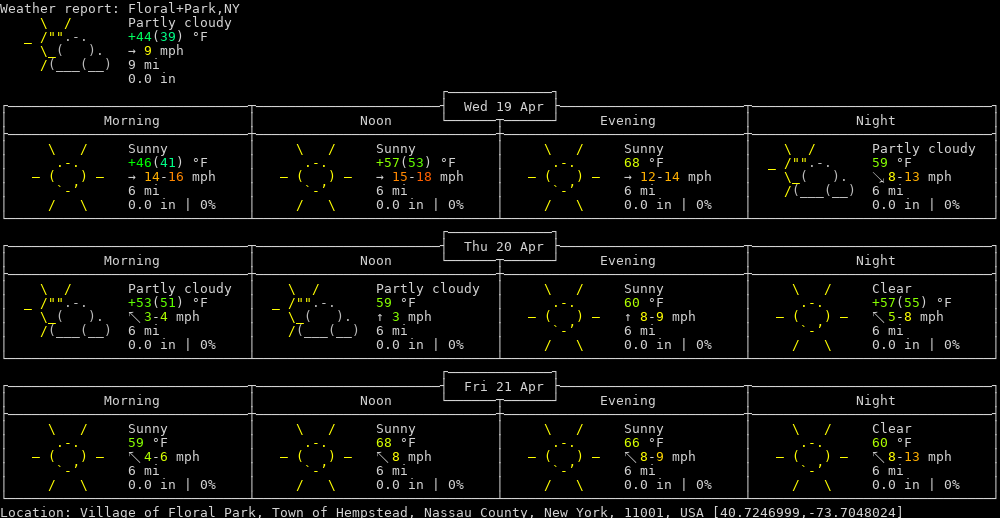 Weather report: Floral+Park,NY
Partly cloudy
+44(39) °F
→ 9 mph
9 mi
0.0 in
Wed 19 Apr
Morning Noon Evening Night
Sunny Sunny Sunny Partly cloudy
+46(41) °F +57(53) °F 68 °F 59 °F
→ 14-16 mph → 15-18 mph → 12-14 mph ↘ 8-13 mph
6 mi 6 mi 6 mi 6 mi
0.0 in | 0% 0.0 in | 0% 0.0 in | 0% 0.0 in | 0%
Thu 20 Apr
Morning Noon Evening Night
Partly cloudy Partly cloudy Sunny Clear
+53(51) °F 59 °F 60 °F +57(55) °F
↖ 3-4 mph ↑ 3 mph ↑ 8-9 mph ↖ 5-8 mph
6 mi 6 mi 6 mi 6 mi
0.0 in | 0% 0.0 in | 0% 0.0 in | 0% 0.0 in | 0%
Fri 21 Apr
Morning Noon Evening Night
Sunny Sunny Sunny Clear
59 °F 68 °F 66 °F 60 °F
↖ 4-6 mph ↖ 8 mph ↖ 8-9 mph ↖ 8-13 mph
6 mi 6 mi 6 mi 6 mi
0.0 in | 0% 0.0 in | 0% 0.0 in | 0% 0.0 in | 0%
Location: Village of Floral Park, Town of Hempstead, Nassau County, New York, 11001, USA [40.7246999,-73.7048024]